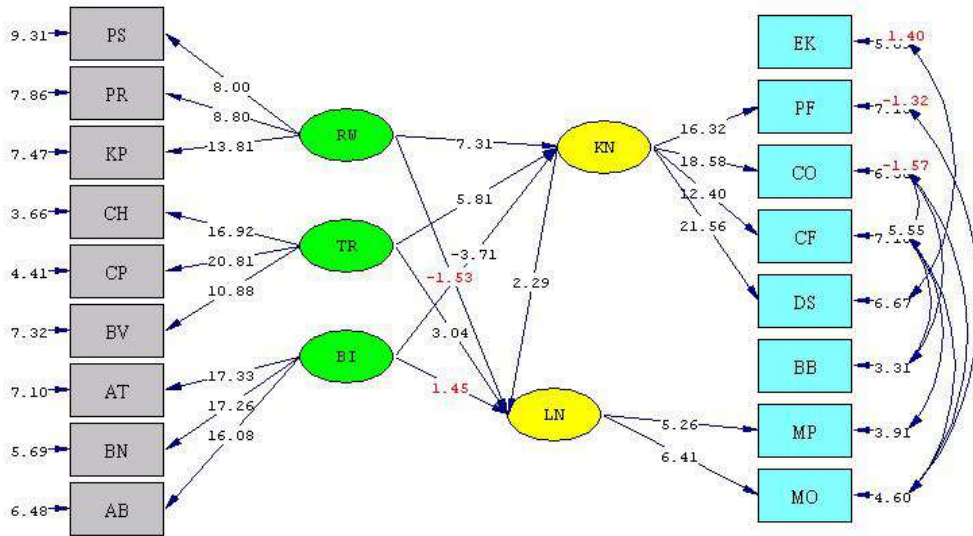 9.31 PS
7.86 PR
7.47 KP
3.66 CH
4.41 CP
7.32 BV
7.10 AT
5.69 BN
6.48 AB
8.00
8.80
13.81
16.92
20.81
10.88
17.33
17.26
16.08
RW
TR
BI
7.31
5.81
-3.71
-1.53
3.04
1.45
2.29
KN
LN
16.32
18.58
12.40
21.56
5.26
6.41
EK 1.40
PF -1.32
CO -1.57
CF 5.55
DS 6.67
BB 3.31
MP 3.91
MO 4.60